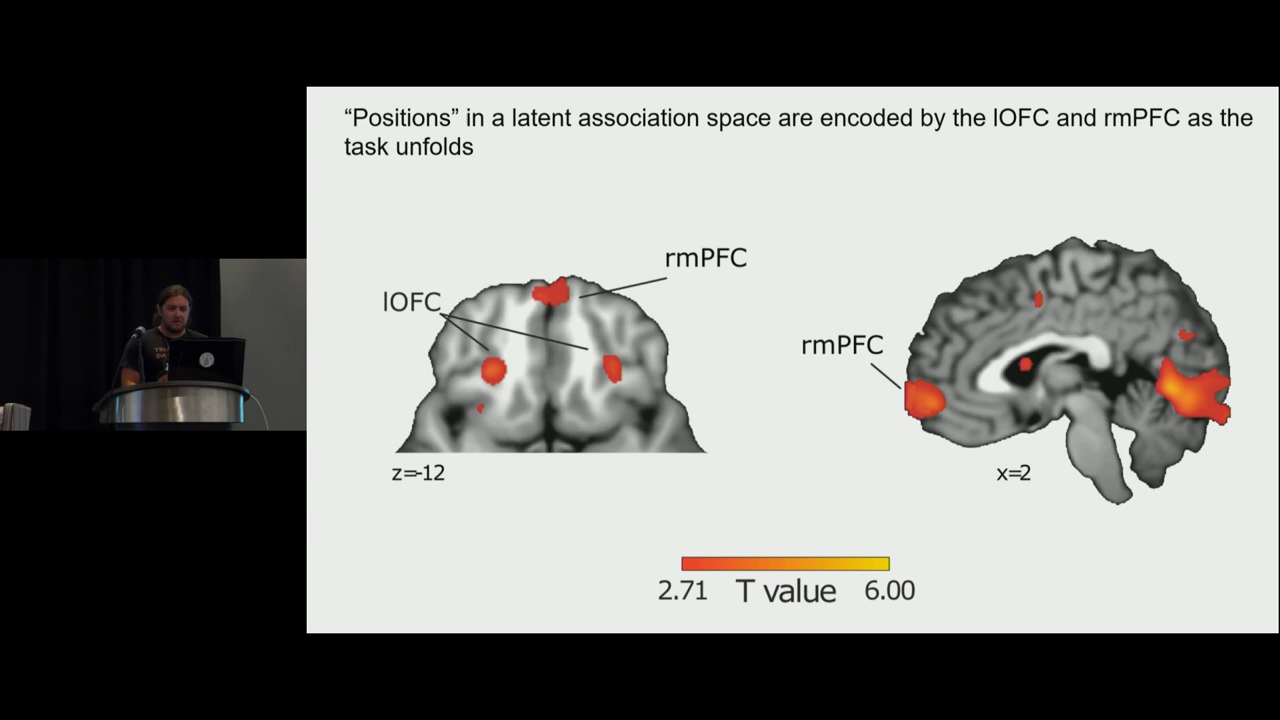 “Positions” in a latent association space are encoded by the lOFC and rmPFC as the
task unfolds
rmPFC
lOFC
rmPFC
z=-12
x=2
2.71 T value 6.00